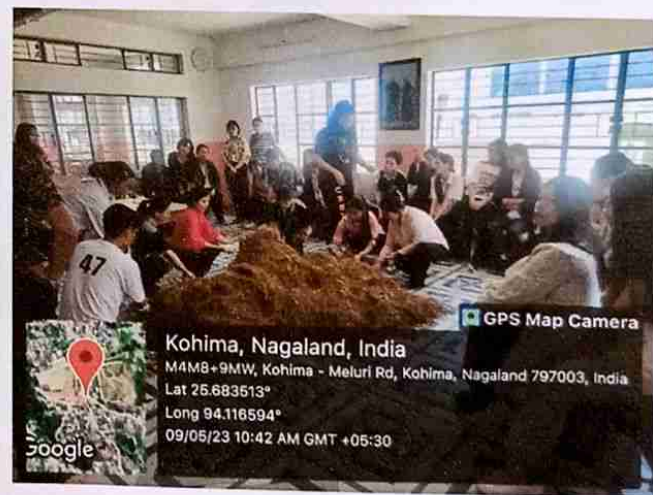 47
GPS Map Camera
Kohima, Nagaland, India
M4M8+9MW, Kohima - Meluri Rd, Kohima, Nagaland 797003, India
Lat 25.683513°
Long 94.116594°
09/05/23 10:42 AM GMT +05:30
Google